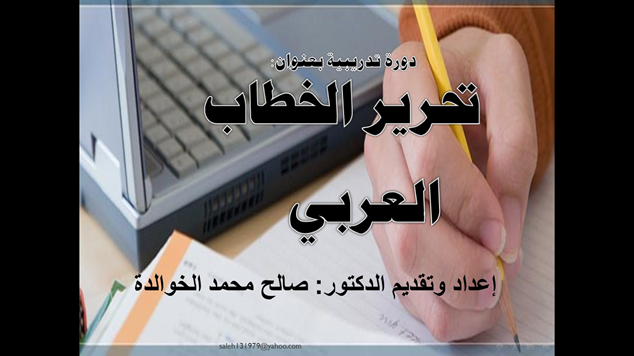 دورة تدريبية بعنوان:
تحرير الخطاب
العربي
إعداد وتقديم الدكتور: صالح محمد الخوالدة
saleh131979@yahoo.com